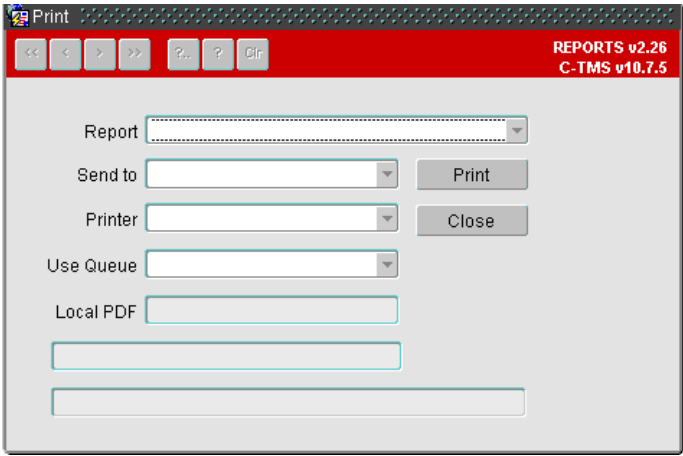 Print
<< < > >> ?.. ? Clr
REPORTS v2.26
C-TMS v10.7.5
Report
Send to
Print
Printer
Close
Use Queue
Local PDF